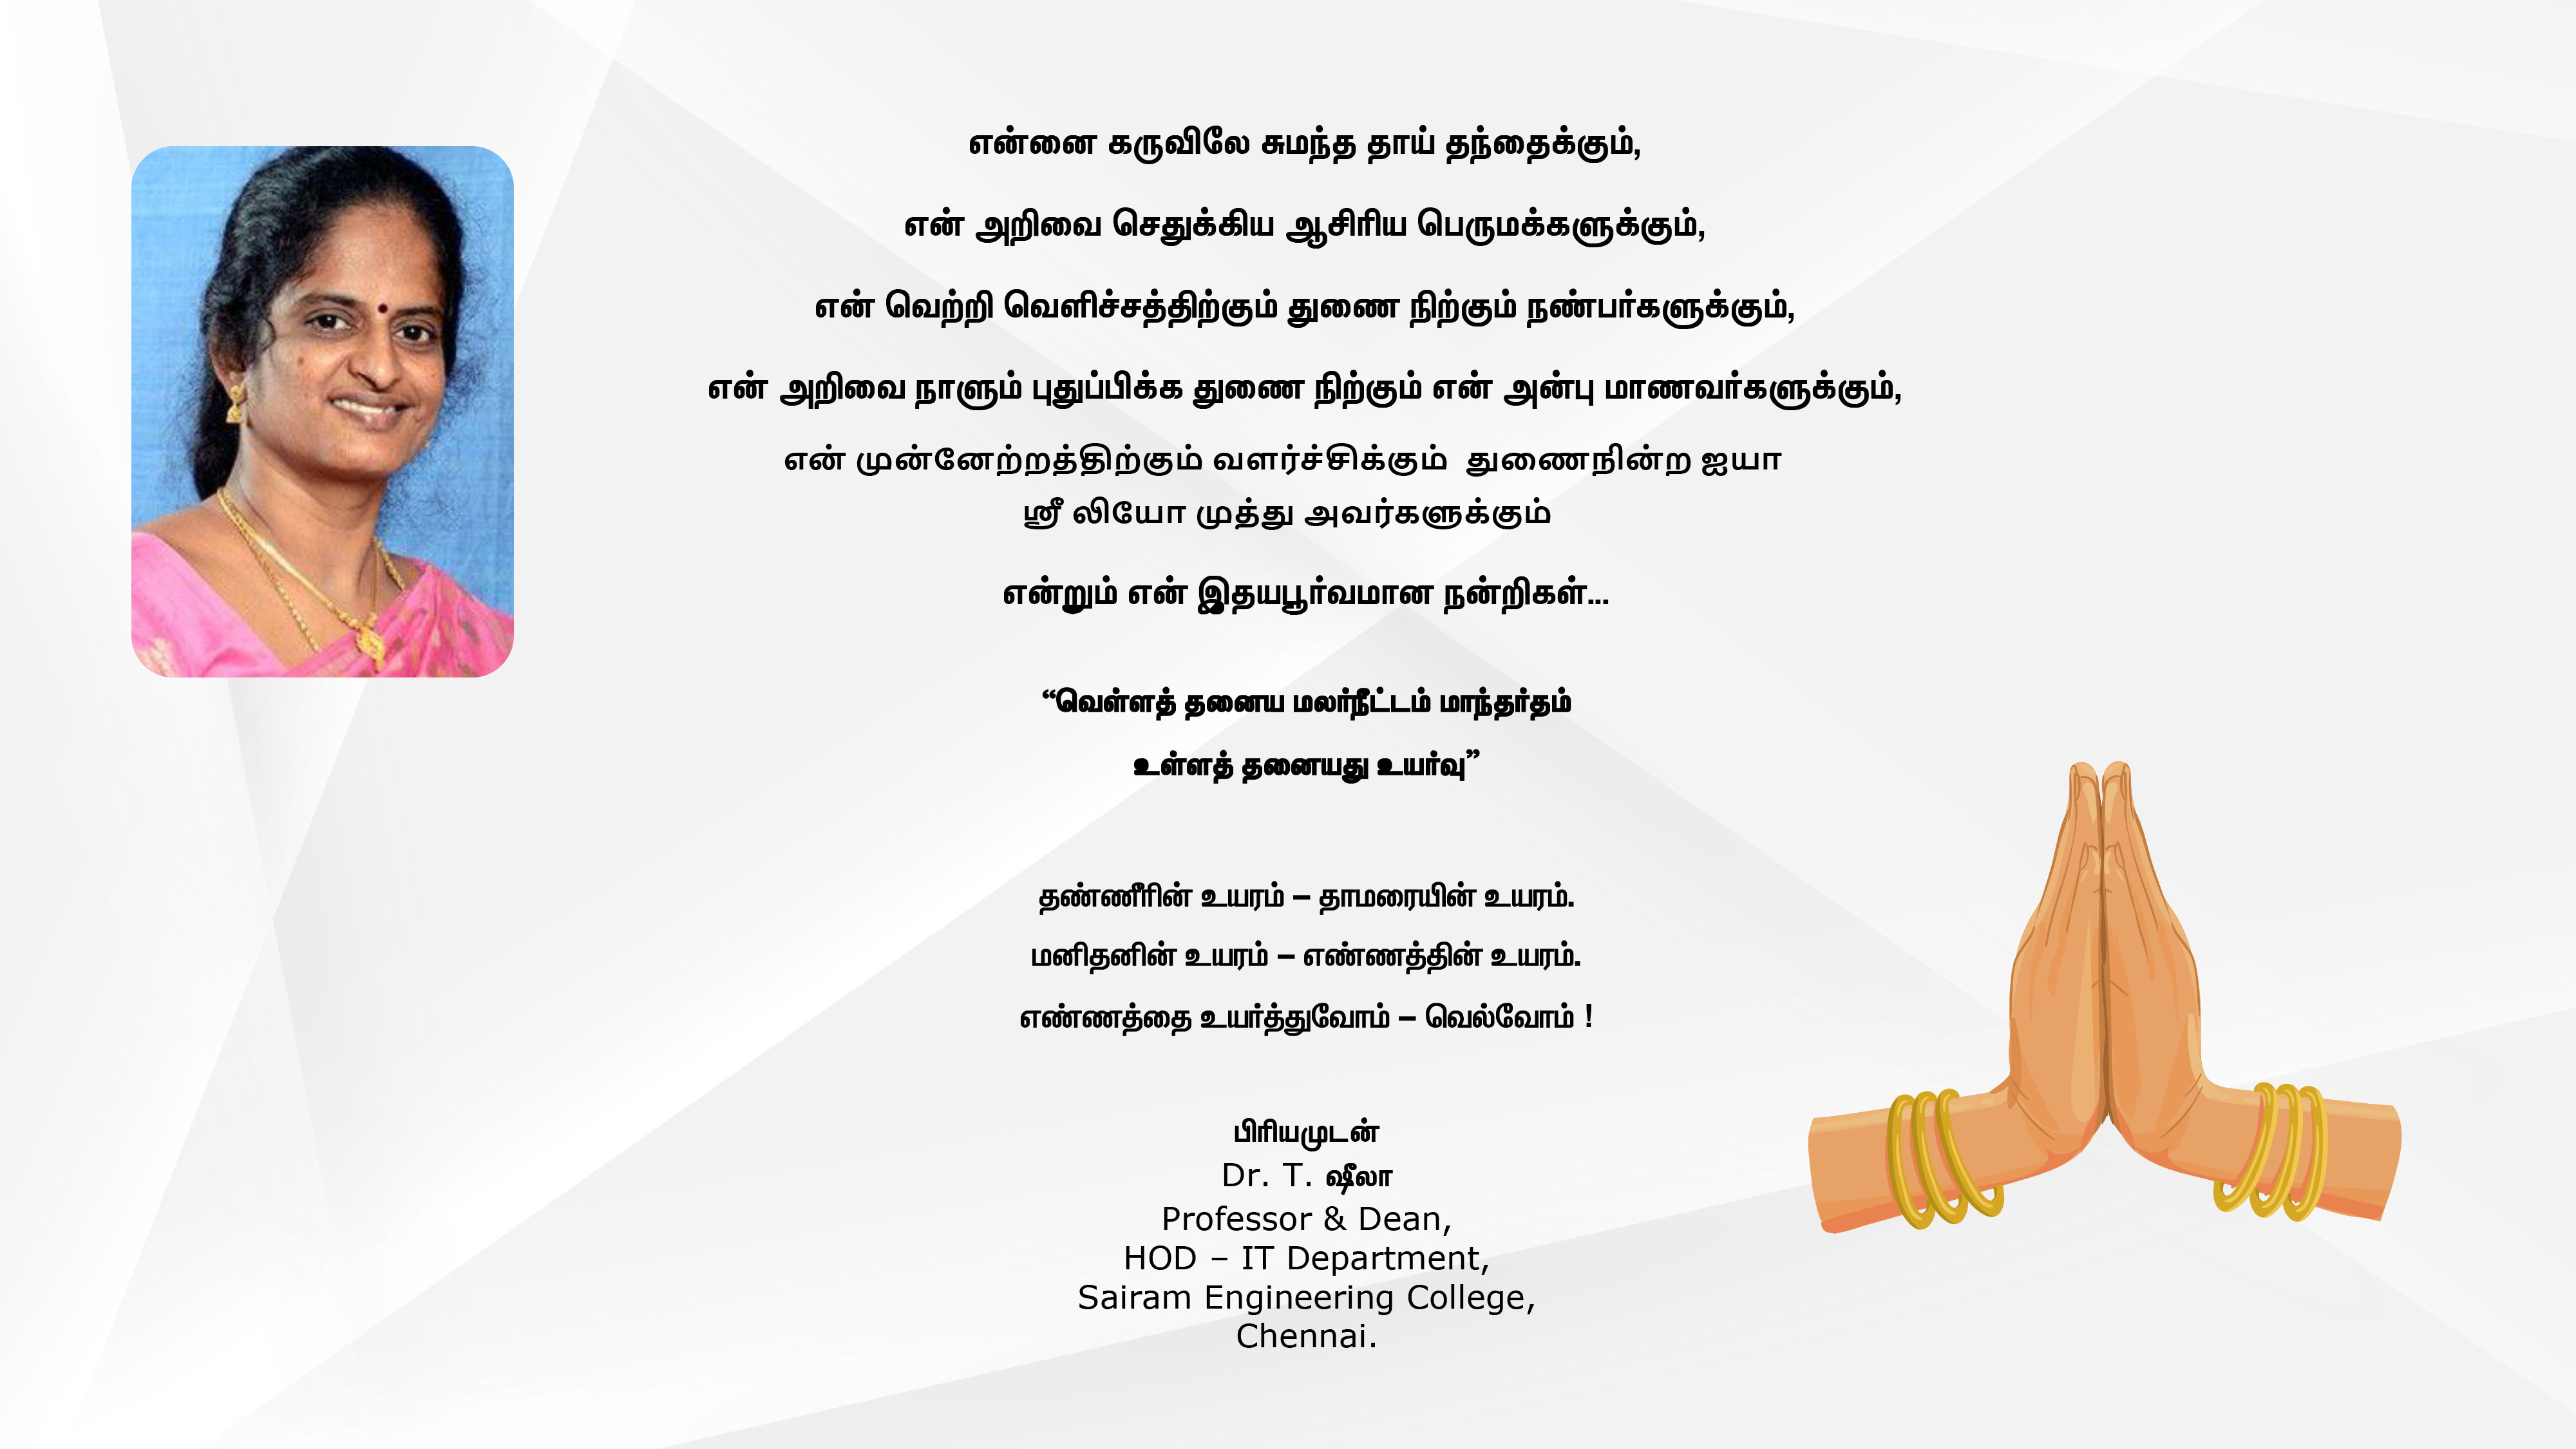 என்னை கருவிலே சுமந்த தாய் தந்தைக்கும்,
என் அறிவை செதுக்கிய ஆசிரிய பெருமக்களுக்கும்,
என் வெற்றி வெளிச்சத்திற்கும் துணை நிற்கும் நண்பர்களுக்கும்,
என் அறிவை நாளும் புதுப்பிக்க துணை நிற்கும் என் அன்பு மாணவர்களுக்கும்,
என் முன்னேற்றத்திற்கும் வளர்ச்சிக்கும் துணைநின்ற ஐயா
ஸ்ரீ லியோ முத்து அவர்களுக்கும்
என்றும் என் இதயபூர்வமான நன்றிகள்...
“வெள்ளத் தனைய மலர்நீட்டம் மாந்தர்தம்
உள்ளத் தனையது உயர்வு”
தண்ணீரின் உயரம் – தாமரையின் உயரம்.
மனிதனின் உயரம் – எண்ணத்தின் உயரம்.
எண்ணத்தை உயர்த்துவோம் – வெல்வோம் !
பிரியமுடன்
Dr. T. ஷீலா
Professor & Dean,
HOD – IT Department,
Sairam Engineering College,
Chennai.